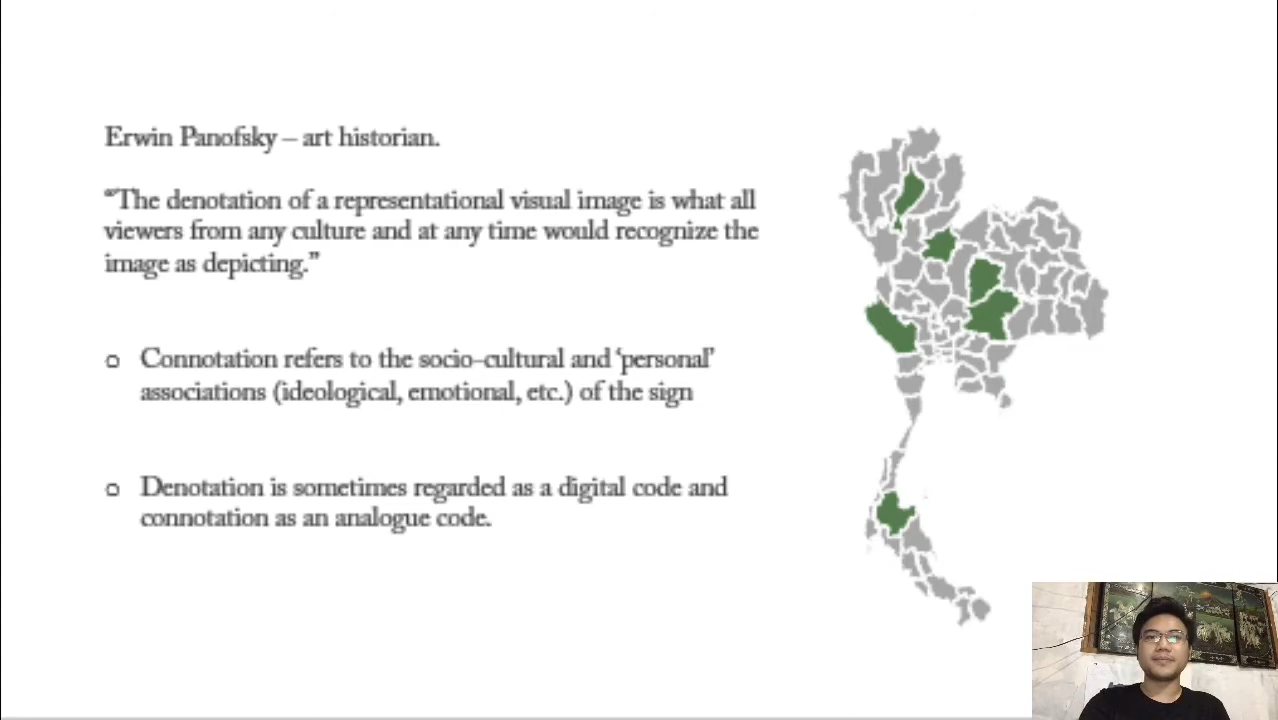 Erwin Panofsky – art historian.
“The denotation of a representational visual image is what all
viewers from any culture and at any time would recognize the
image as depicting.”
o Connotation refers to the socio-cultural and ‘personal’
associations (ideological, emotional, etc.) of the sign
o Denotation is sometimes regarded as a digital code and
connotation as an analogue code.